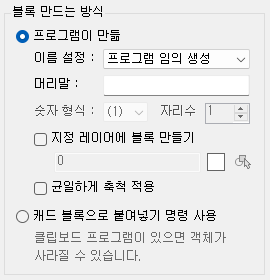 블록 만드는 방식
프로그램이 만듦
이름 설정 : 프로그램 임의 생성
머리말 :
숫자 형식 : (1) 자리수 1
지정 레이어에 블록 만들기
0
균일하게 축척 적용
캐드 블록으로 붙여넣기 명령 사용
클립보드 프로그램이 있으면 객체가
사라질 수 있습니다.